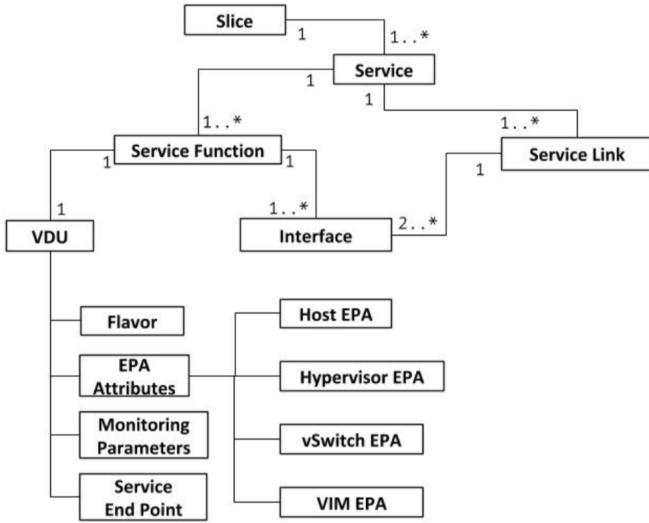 Slice
1
1..*
Service
1
1
1..*
1..*
Service Function
Service Link
1
1
1
1
1..*
2..*
VDU
Interface
Flavor
Host EPA
EPA
Attributes
Hypervisor EPA
Monitoring
Parameters
vSwitch EPA
Service
End Point
VIM EPA